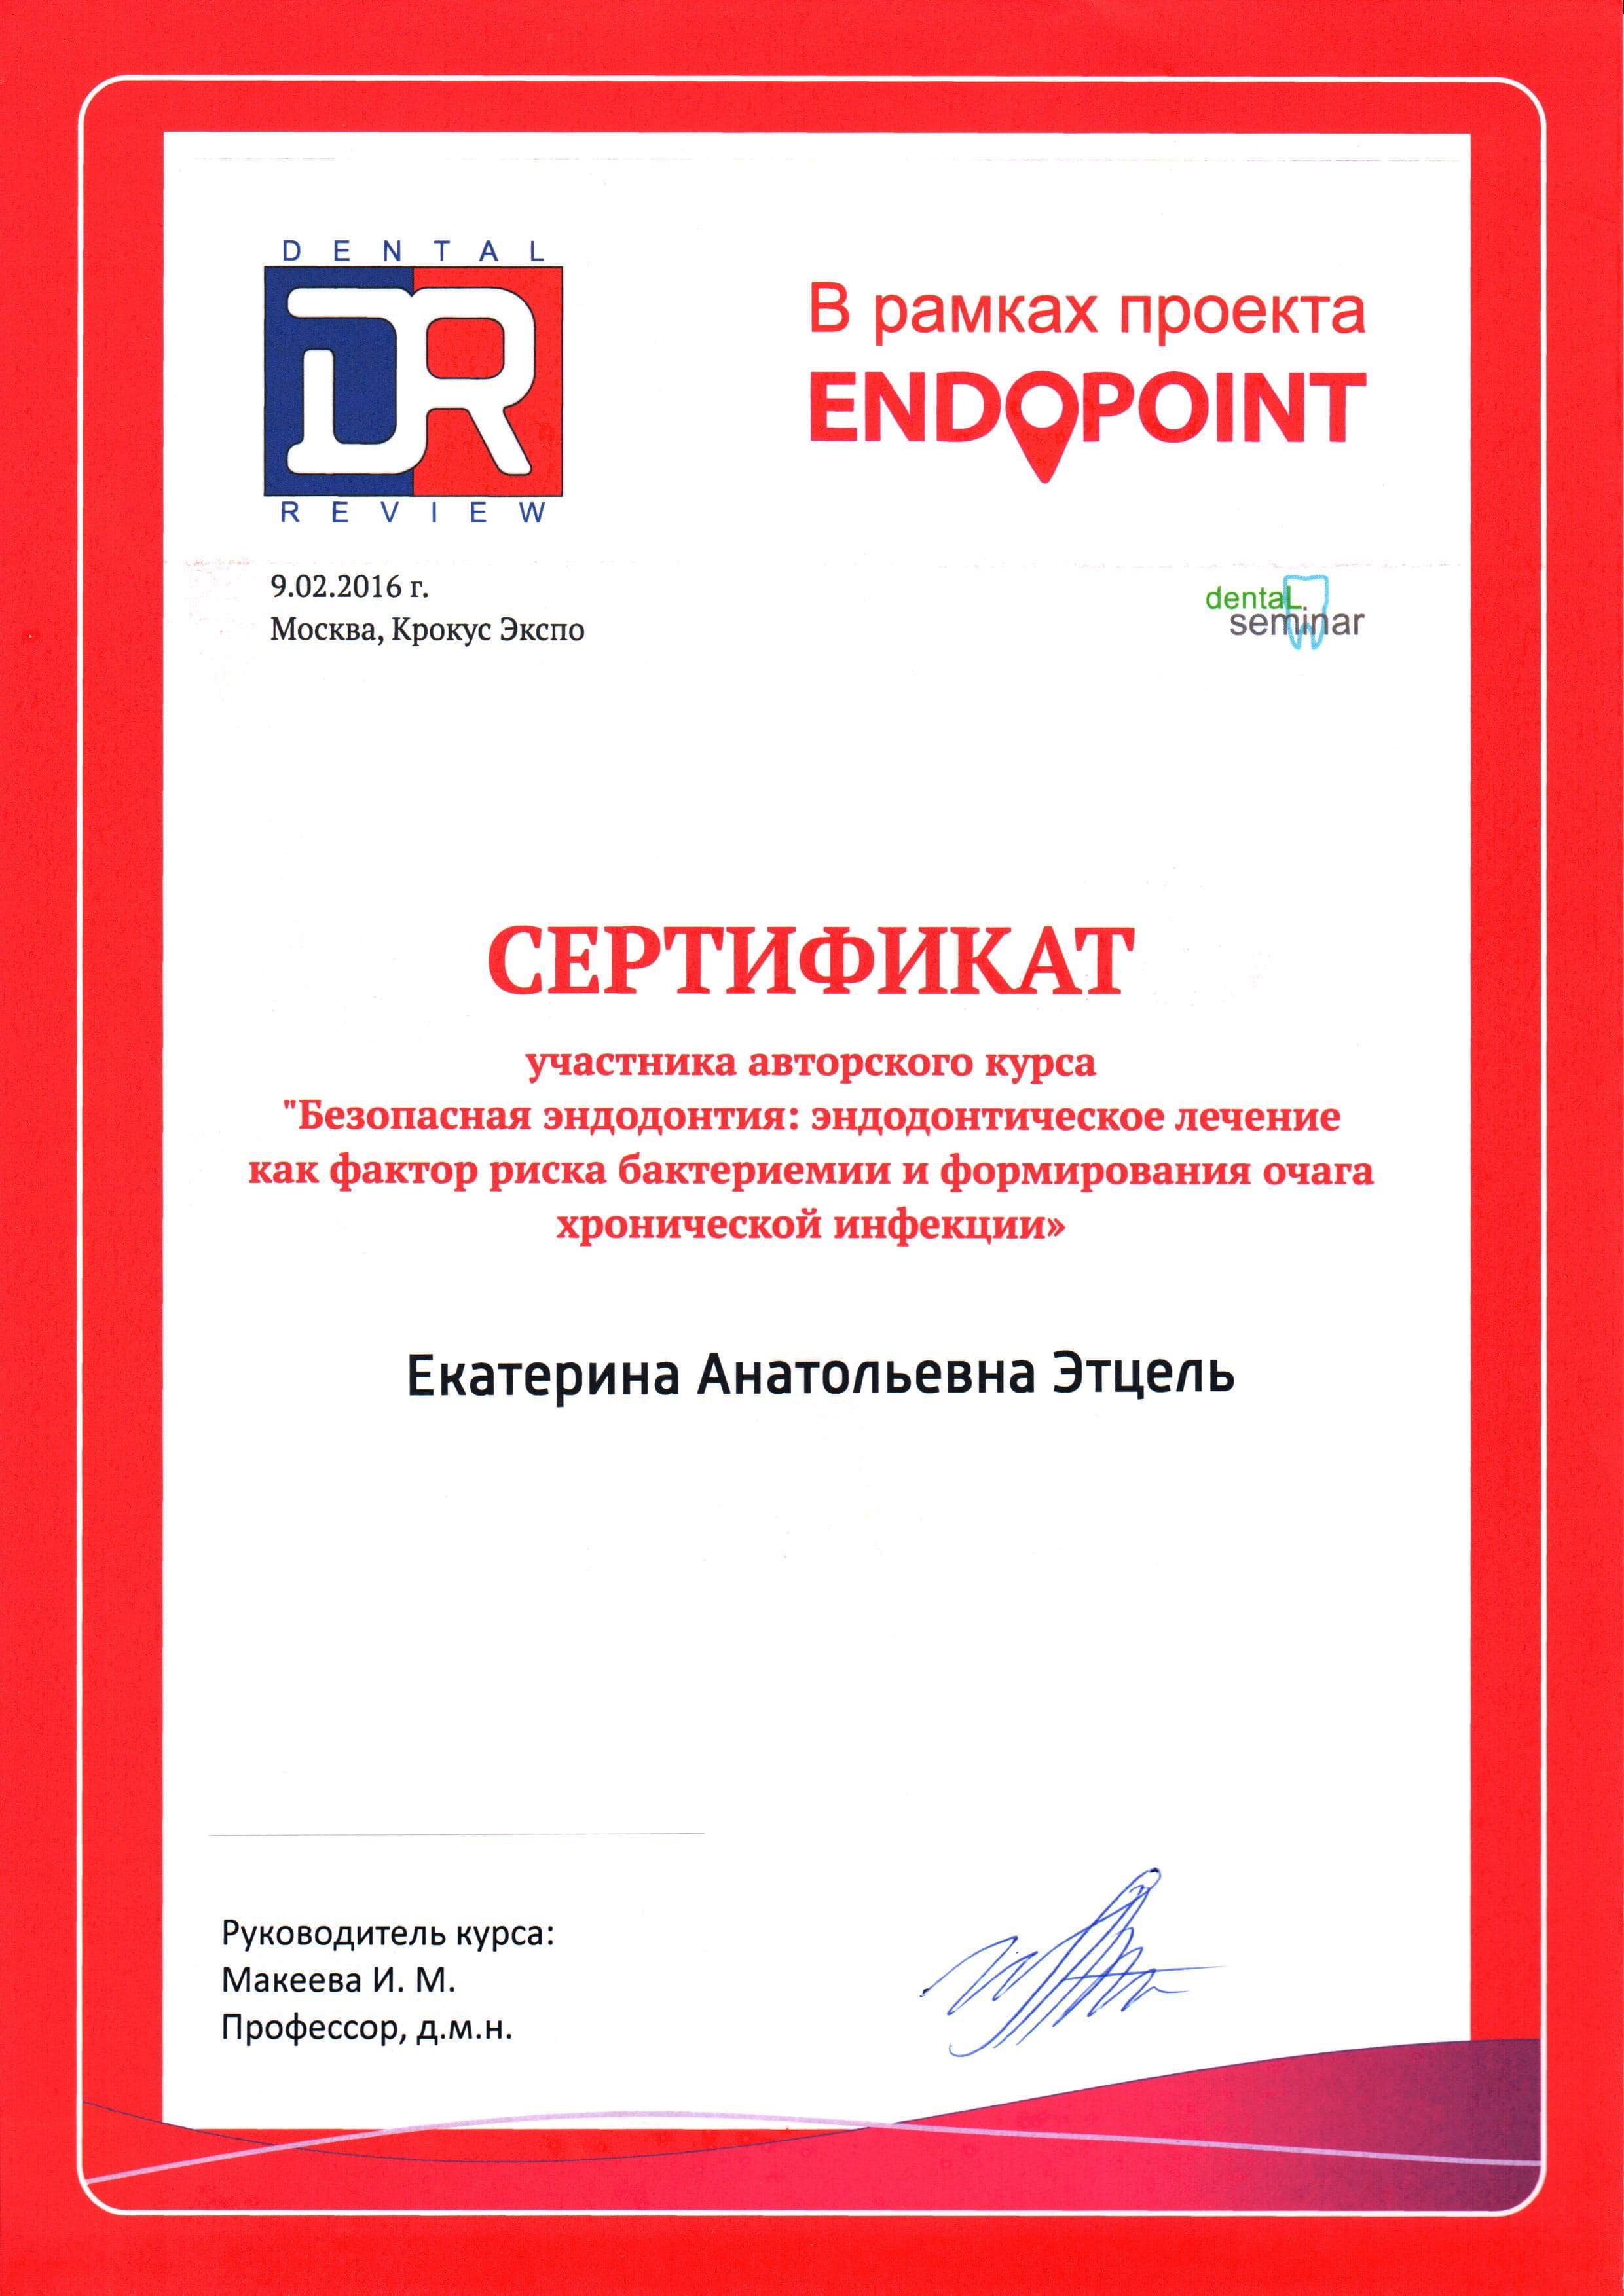 DENTAL
DR
REVIEW
В рамках проекта
ENDOPOINT
9.02.2016 г.
Москва, Крокус Экспо
dentaL
seminar
СЕРТИФИКАТ
участника авторского курса
"Безопасная эндодонтия: эндодонтическое лечение
как фактор риска бактериемии и формирования очага
хронической инфекции»
Екатерина Анатольевна Этцель
Руководитель курса:
Макеева И. М.
Профессор, д.м.н.